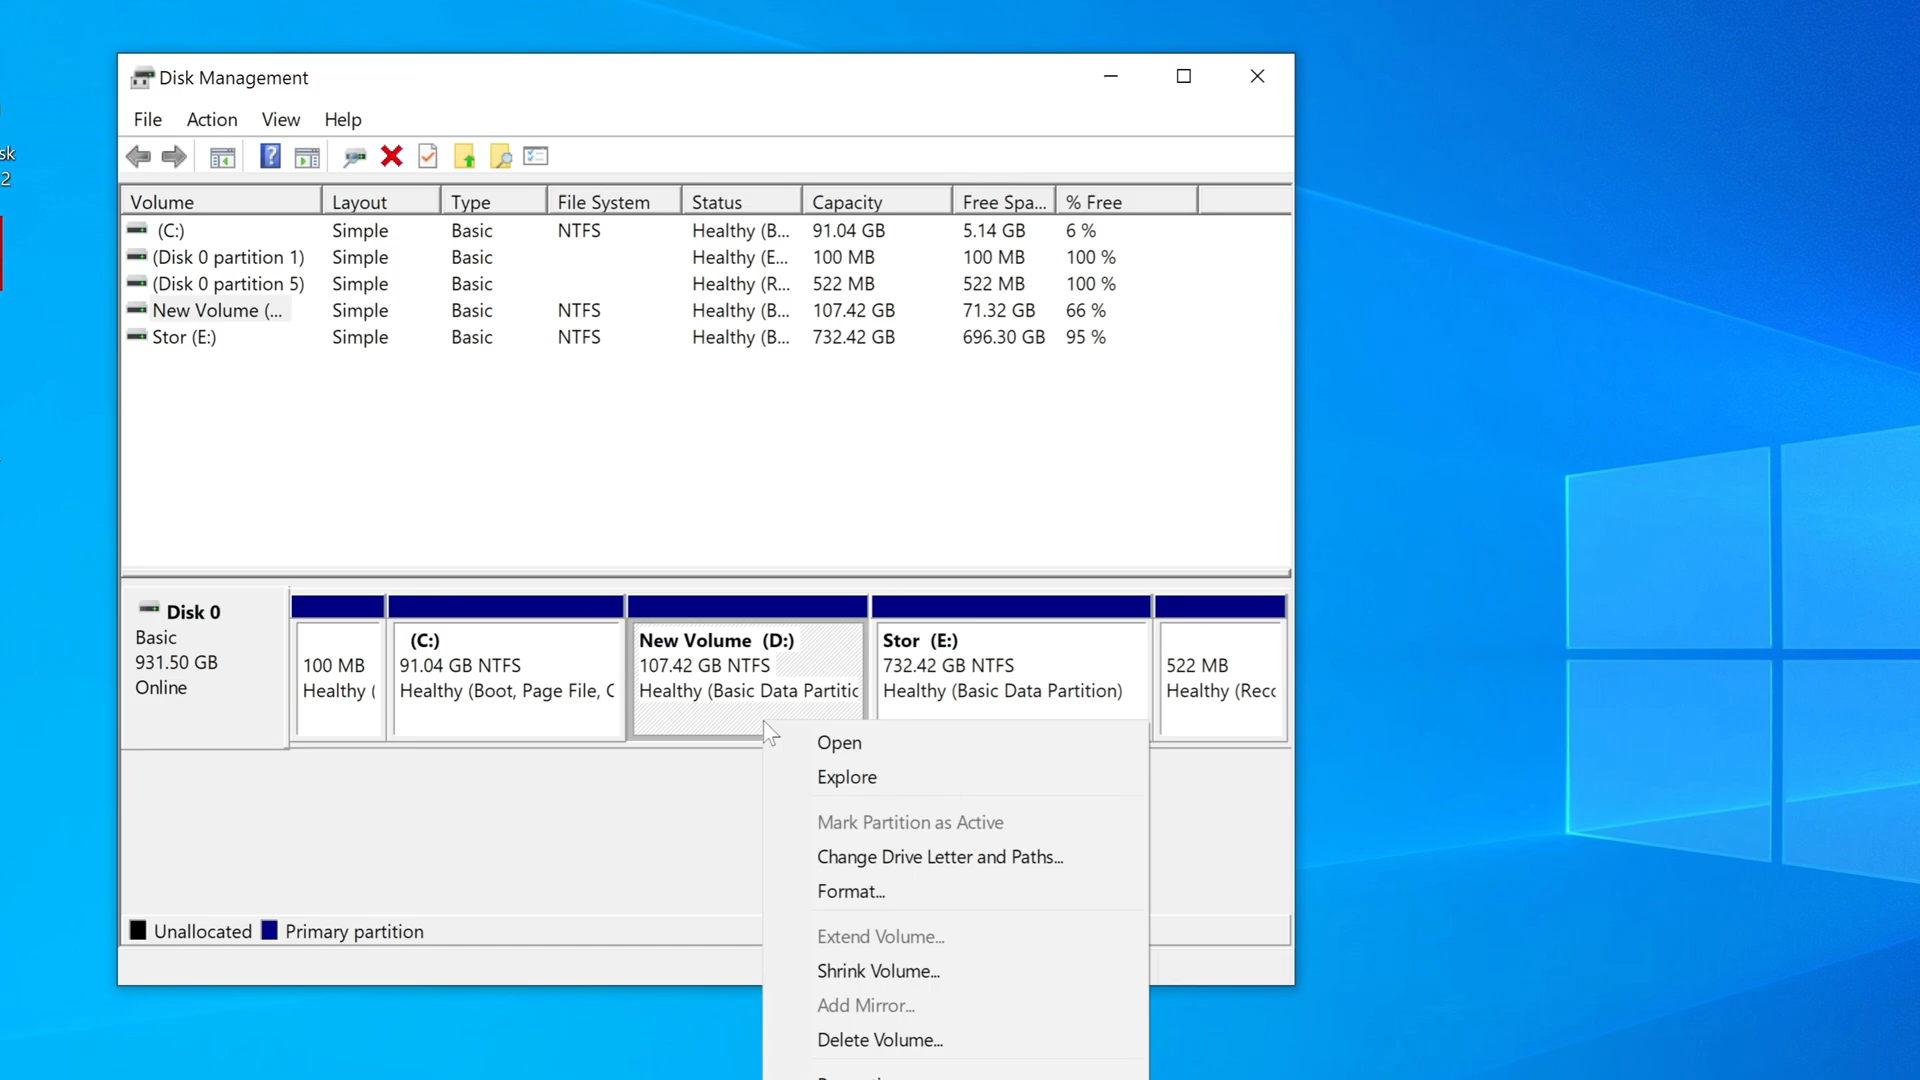 sk
2
Disk Management
File Action View Help
Volume Layout Type File System Status Capacity Free Spa... % Free
(C:) Simple Basic NTFS Healthy (B... 91.04 GB 5.14 GB 6 %
(Disk 0 partition 1) Simple Basic Healthy (E... 100 MB 100 MB 100 %
(Disk 0 partition 5) Simple Basic Healthy (R... 522 MB 522 MB 100 %
New Volume (... Simple Basic NTFS Healthy (B... 107.42 GB 71.32 GB 66 %
Stor (E:) Simple Basic NTFS Healthy (B... 732.42 GB 696.30 GB 95 %
Disk 0
Basic
931.50 GB
Online
100 MB
Healthy (
(C:)
91.04 GB NTFS
Healthy (Boot, Page File, C
New Volume (D:)
107.42 GB NTFS
Healthy (Basic Data Partitic
Stor (E:)
732.42 GB NTFS
Healthy (Basic Data Partition)
522 MB
Healthy (Recc
Open
Explore
Mark Partition as Active
Change Drive Letter and Paths...
Format...
Extend Volume...
Shrink Volume...
Add Mirror...
Delete Volume...
Unallocated Primary partition